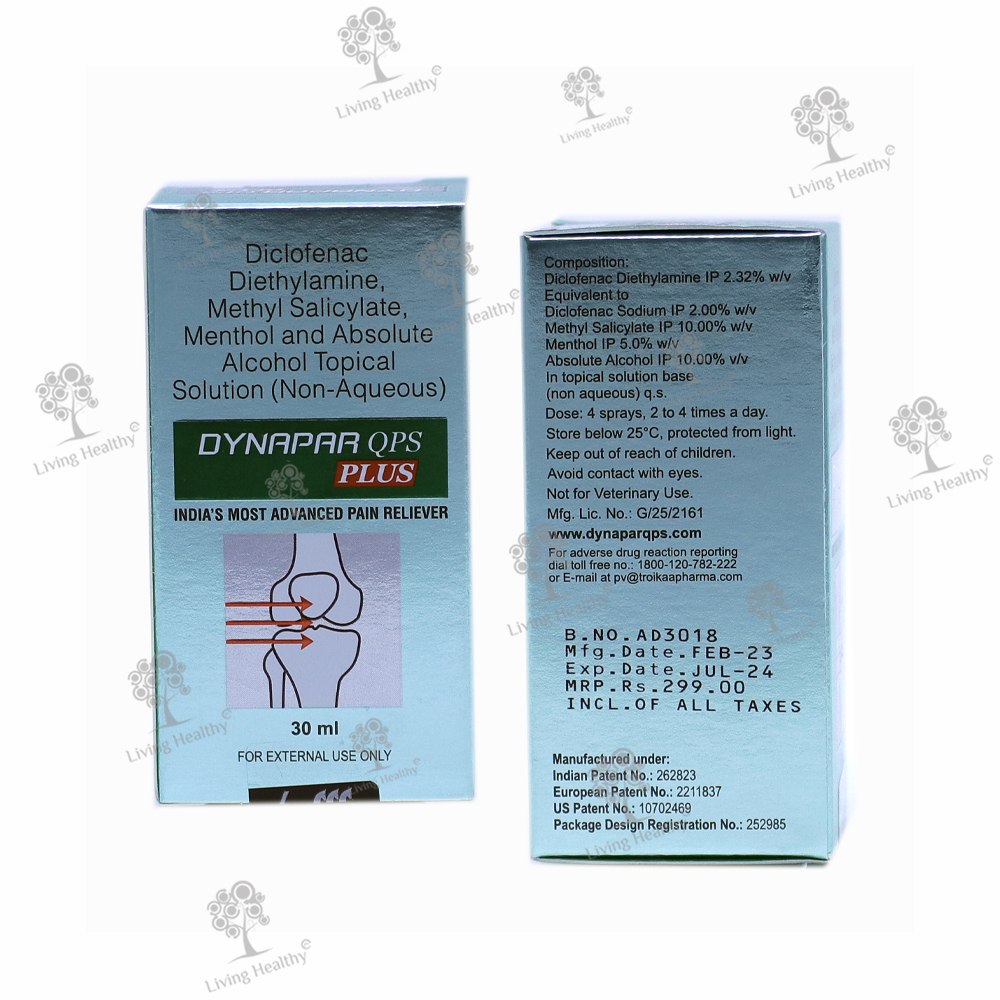 Living Healthy
Living Healthy
Living Healthy
Diclofenac
Diethylamine,
Methyl Salicylate,
Menthol and Absolute
Alcohol Topical
Solution (Non-Aqueous)
DYNAPAR QPS
PLUS
INDIA'S MOST ADVANCED PAIN RELIEVER
30 ml
FOR EXTERNAL USE ONLY
Composition:
Diclofenac Diethylamine IP 2.32% w/v
Equivalent to
Diclofenac Sodium IP 2.00% w/v
Methyl Salicylate IP 10.00% w/v
Menthol IP 5.0% w/v
Absolute Alcohol IP 10.00% v/v
In topical solution base
(non aqueous) q.s.
Dose: 4 sprays, 2 to 4 times a day.
Store below 25°C, protected from light.
Keep out of reach of children.
Avoid contact with eyes.
Not for Veterinary Use.
Mfg. Lic. No.: G/25/2161
www.dynaparqps.com
For adverse drug reaction reporting
dial toll free no.: 1800-120-782-222
or E-mail at pv@troikaapharma.com
B.NO.AD3018
Mfg.Date.FEB-23
Exp.Date.JUL-24
MRP.Rs.299.00
INCL.OF ALL TAXES
Manufactured under:
Indian Patent No.: 262823
European Patent No.: 2211837
US Patent No.: 10702469
Package Design Registration No.: 252985
Living Healthy
Living Healthy
Living Healthy
Living Healthy